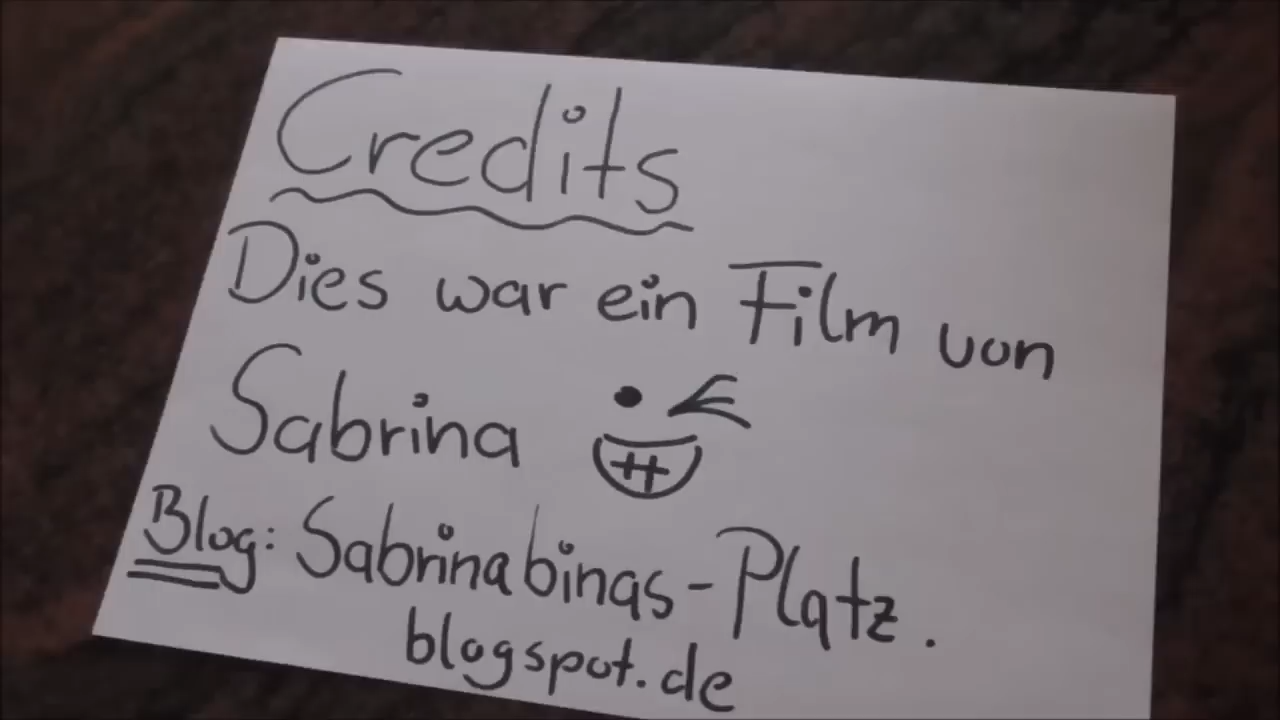 Credits
Dies war ein Film von
Sabrina
Blog: Sabrinabinas-Platz.
blogspot.de